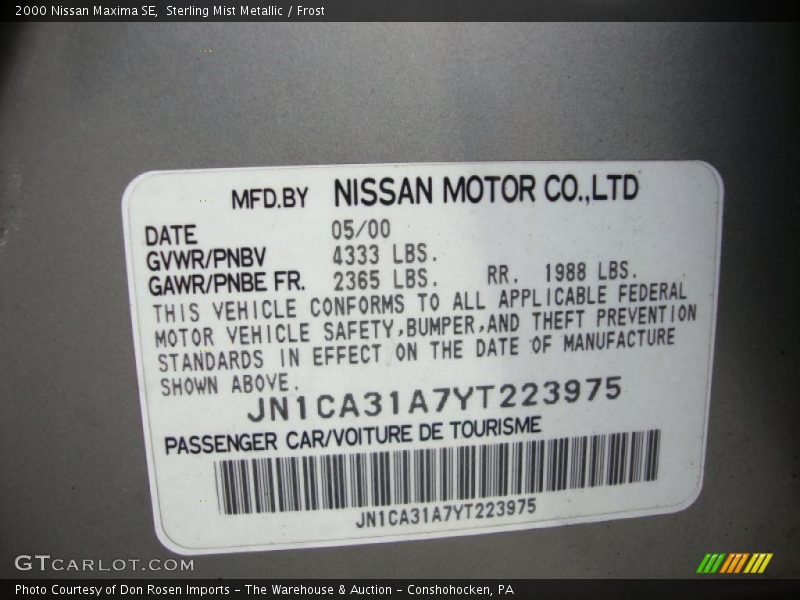 2000 Nissan Maxima SE,  Sterling Mist Metallic / Frost
MFD.BY NISSAN MOTOR CO.,LTD
DATE 05/00
GVWR/PNBV 4333 LBS.
GAWR/PNBE FR. 2365 LBS. RR. 1988 LBS.
THIS VEHICLE CONFORMS TO ALL APPLICABLE FEDERAL
MOTOR VEHICLE SAFETY,BUMPER,AND THEFT PREVENTION
STANDARDS IN EFFECT ON THE DATE OF MANUFACTURE
SHOWN ABOVE.
JN1CA31A7YT223975
PASSENGER CAR/VOITURE DE TOURISME
JN1CA31A7YT223975
GTCARLOT.COM
Photo Courtesy of Don Rosen Imports – The Warehouse & Auction – Conshohocken, PA